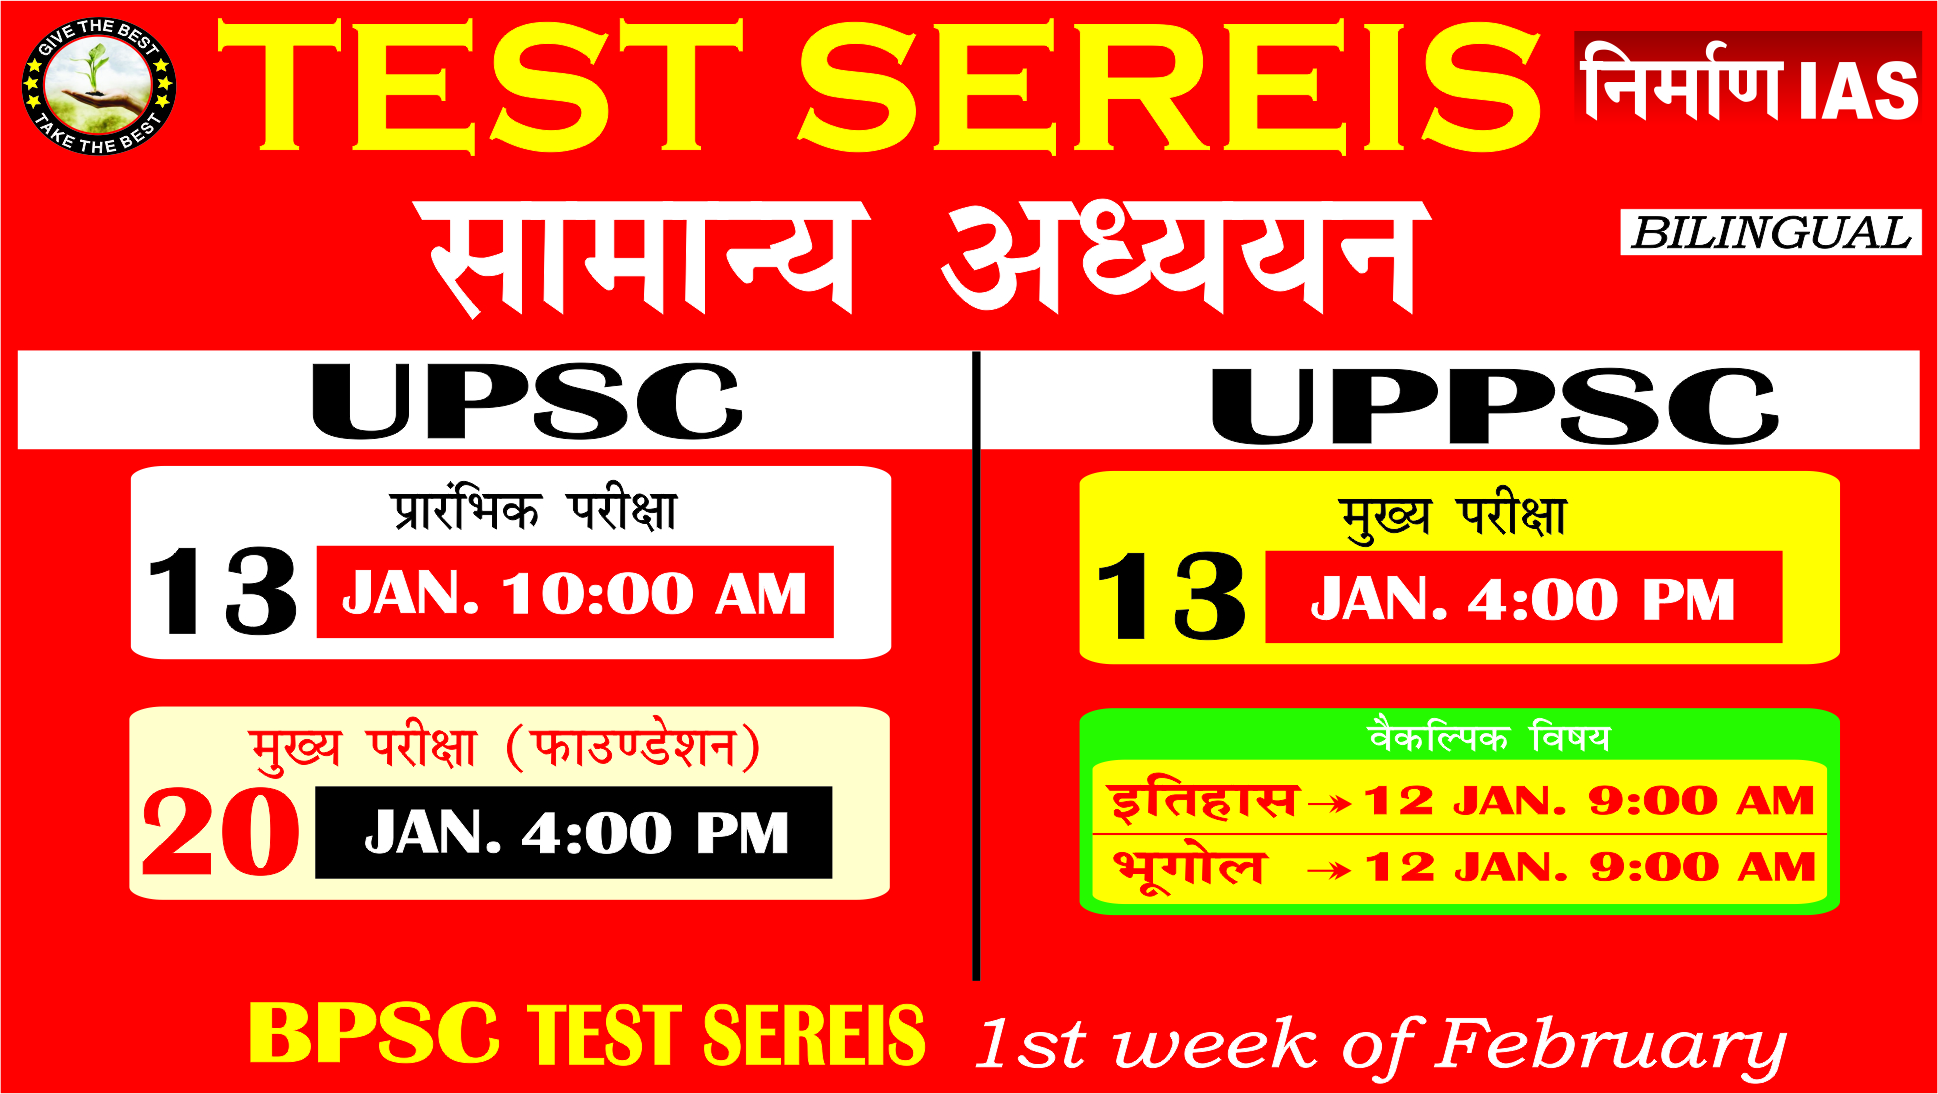 GIVE THE BEST
TAKE THE BEST
TEST SEREIS
निर्माण IAS
सामान्य अध्ययन
BILINGUAL
UPSC
प्रारंभिक परीक्षा
13 JAN. 10:00 AM
मुख्य परीक्षा (फाउण्डेशन)
20 JAN. 4:00 PM
UPPSC
मुख्य परीक्षा
13 JAN. 4:00 PM
वैकल्पिक विषय
इतिहास → 12 JAN. 9:00 AM
भूगोल → 12 JAN. 9:00 AM
BPSC TEST SEREIS 1st week of February